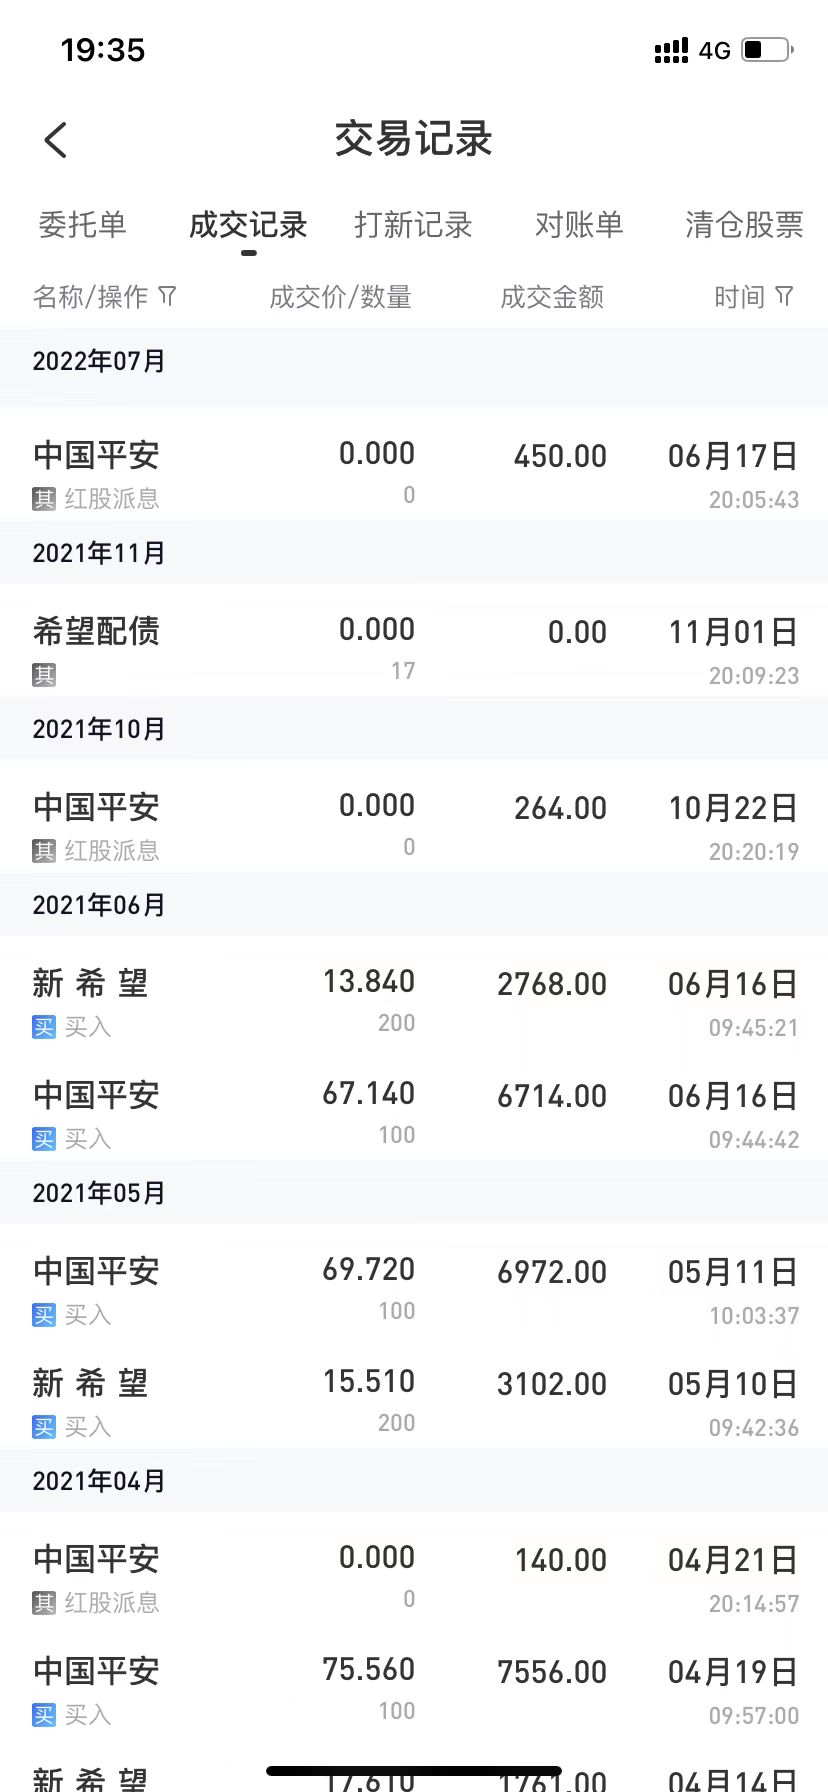 19:35 4G
交易记录
委托单 成交记录 打新记录 对账单 清仓股票
名称/操作 成交价/数量 成交金额 时间
2022年07月
中国平安 0.000 450.00 06月17日
其 红股派息 0 20:05:43
2021年11月
希望配债 0.000 0.00 11月01日
其 17 20:09:23
2021年10月
中国平安 0.000 264.00 10月22日
其 红股派息 0 20:20:19
2021年06月
新 希 望 13.840 2768.00 06月16日
买 买入 200 09:45:21
中国平安 67.140 6714.00 06月16日
买 买入 100 09:44:42
2021年05月
中国平安 69.720 6972.00 05月11日
买 买入 100 10:03:37
新 希 望 15.510 3102.00 05月10日
买 买入 200 09:42:36
2021年04月
中国平安 0.000 140.00 04月21日
其 红股派息 0 20:14:57
中国平安 75.560 7556.00 04月19日
买 买入 100 09:57:00
新 希 望 17.610 1761.00 04月14日